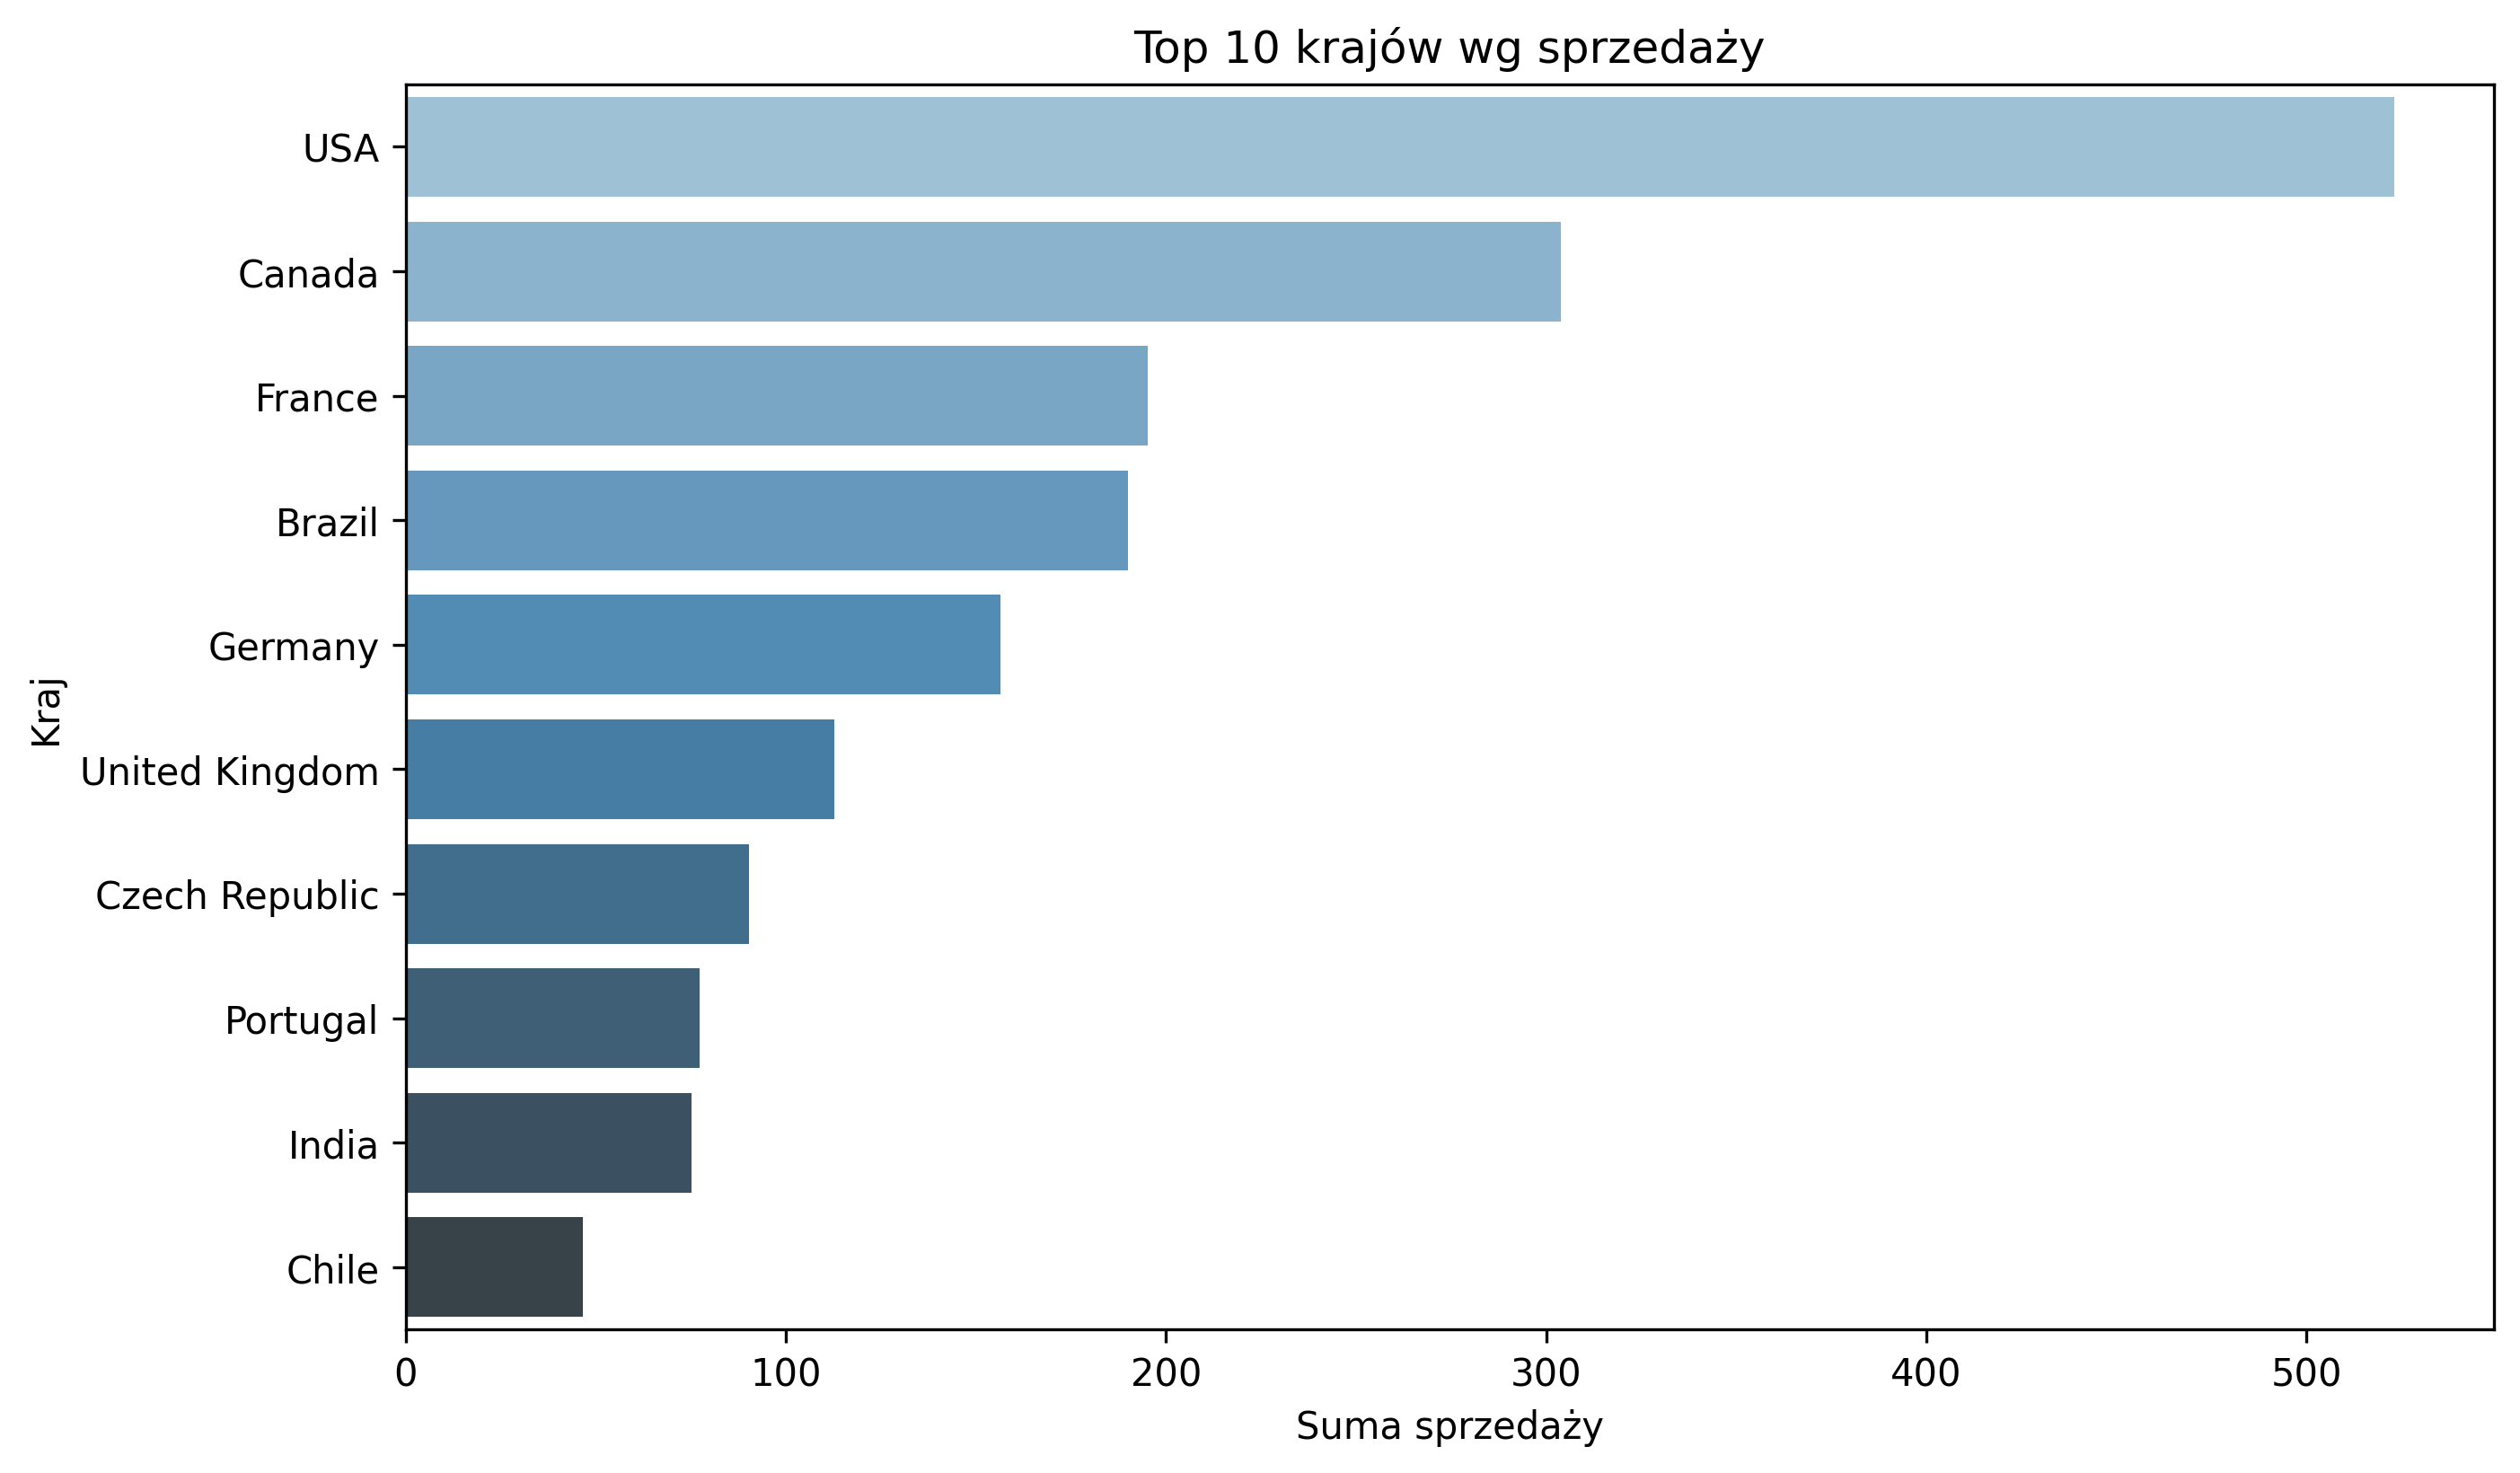 Top 10 krajów wg sprzedaży
USA
Canada
France
Brazil
Germany
United Kingdom
Czech Republic
Portugal
India
Chile
Kraj
0 100 200 300 400 500
Suma sprzedaży